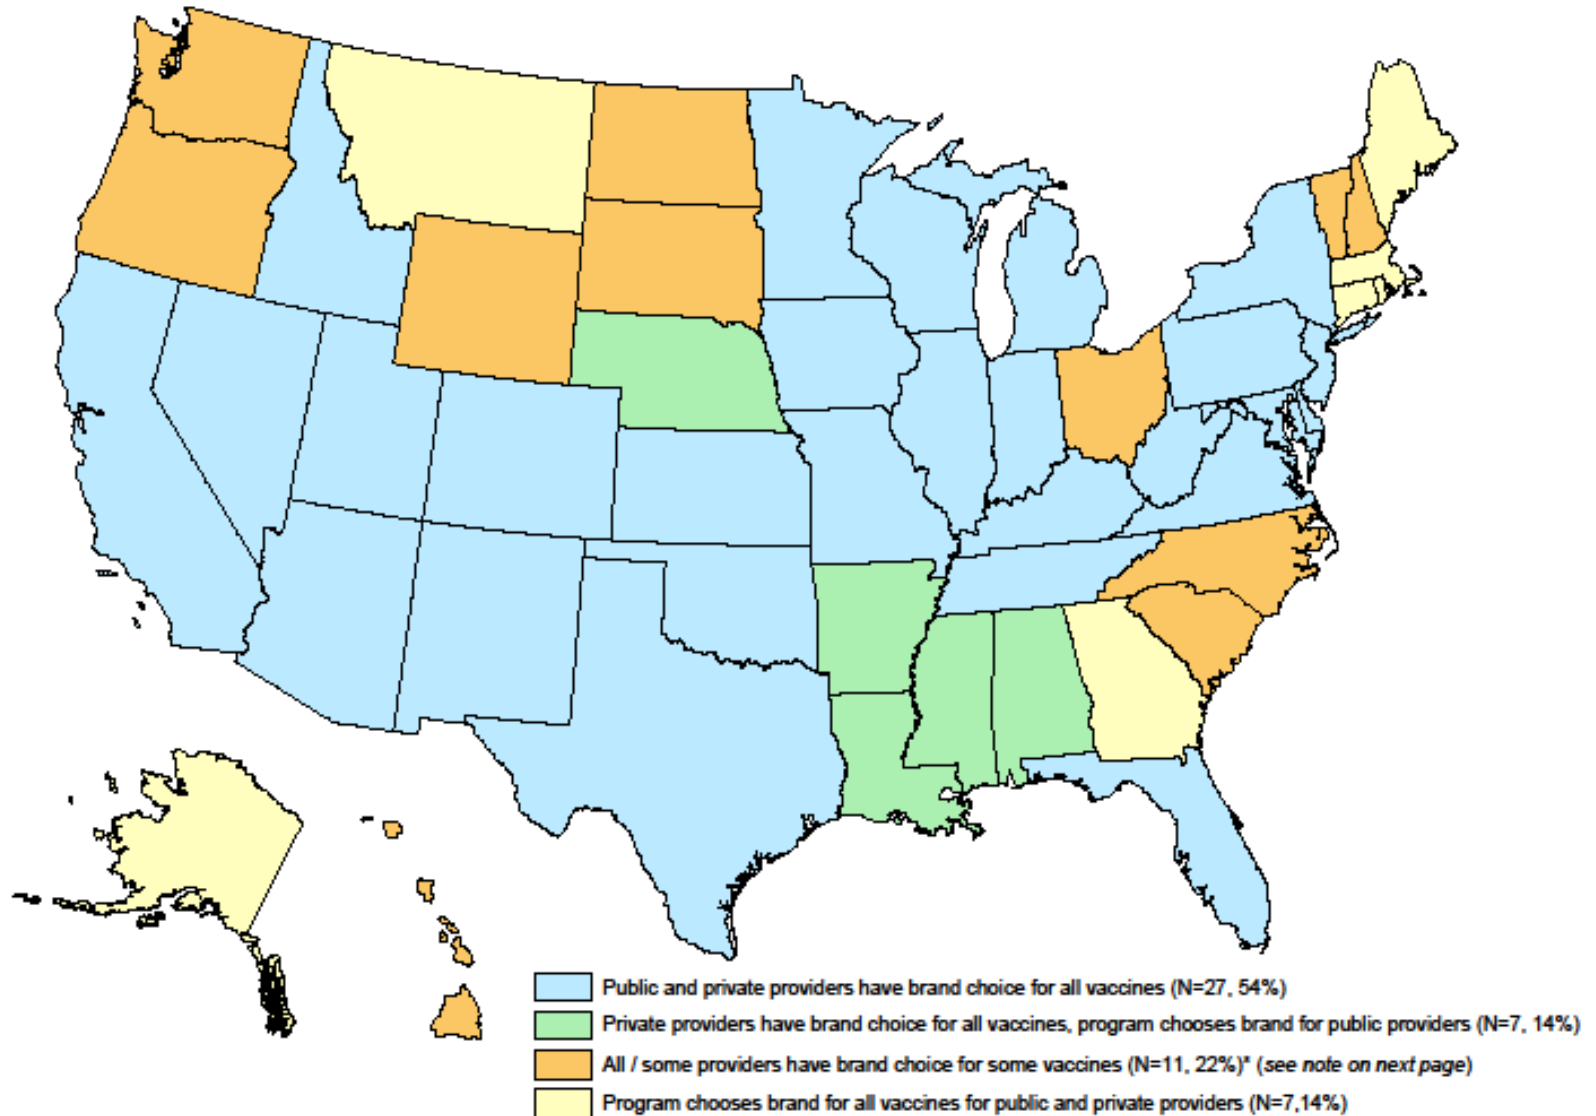 Public and private providers have brand choice for all vaccines (N=27, 54%)
Private providers have brand choice for all vaccines, program chooses brand for public providers (N=7, 14%)
All / some providers have brand choice for some vaccines (N=11, 22%)* (see note on next page)
Program chooses brand for all vaccines for public and private providers (N=7,14%)